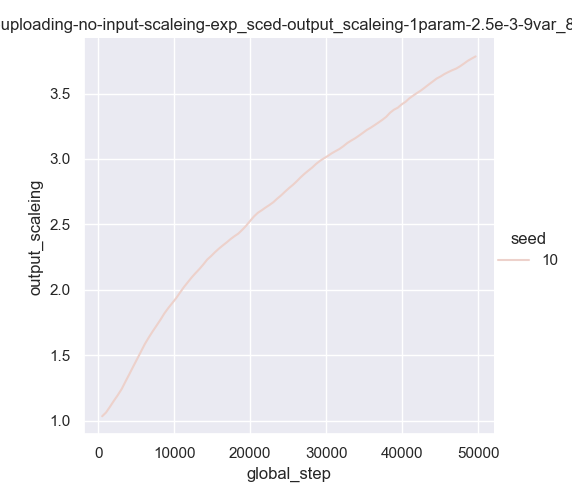 uploading-no-input-scaleing-exp_sced-output_scaleing-1param-2.5e-3-9var_8
3.5
3.0
2.5
2.0
1.5
1.0
output_scaleing
0 10000 20000 30000 40000 50000
global_step
seed
10